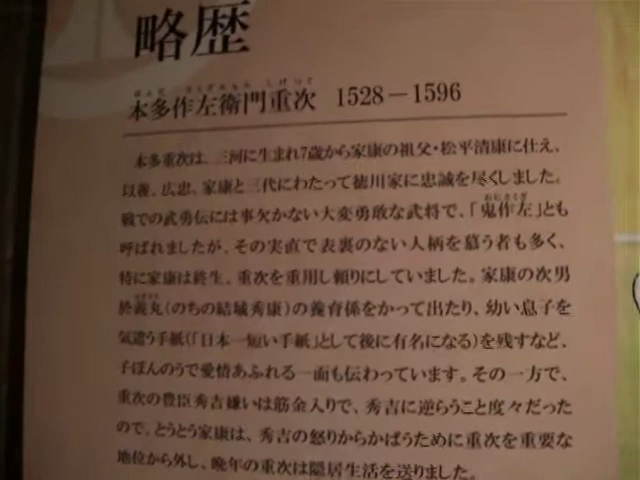 略歴
ほんだ さくざえもん しげつぐ
本多作左衛門重次 1528－1596
本多重次は、三河に生まれ7歳から家康の祖父・松平清康に仕え、
以後、広忠、家康と三代にわたって徳川家に忠誠を尽くしました。
戦での武勇伝には事欠かない大変勇敢な武将で、「鬼作左」とも
呼ばれましたが、その実直で表裏のない人柄を慕う者も多く、
特に家康は終生、重次を重用し頼りにしていました。家康の次男
於義丸(のちの結城秀康)の養育係をかって出たり、幼い息子を
気遣う手紙(「日本一短い手紙」として後に有名になる)を残すなど、
子ぼんのうで愛情あふれる一面も伝わっています。その一方で、
重次の豊臣秀吉嫌いは筋金入りで、秀吉に逆らうこと度々だった
ので、とうとう家康は、秀吉の怒りからかばうために重次を重要な
地位から外し、晩年の重次は隠居生活を送りました。